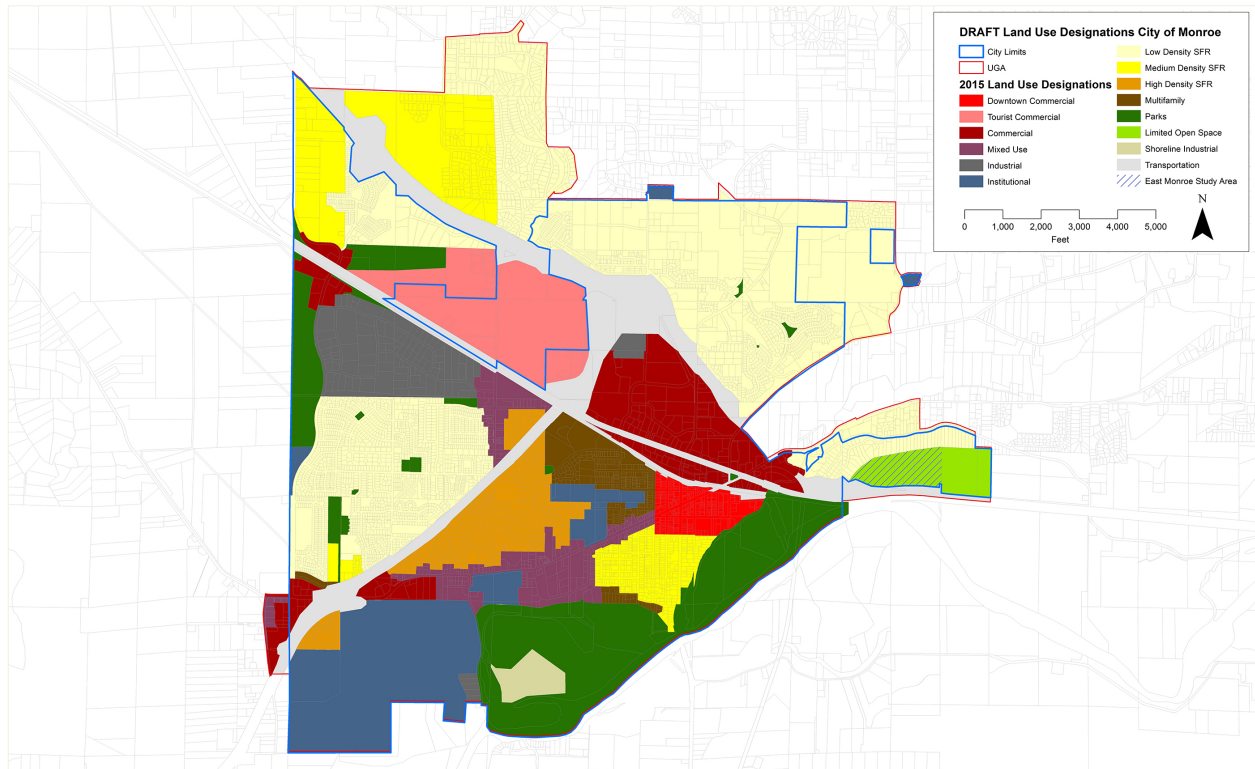 DRAFT Land Use Designations City of Monroe
City Limits
UGA
2015 Land Use Designations
Downtown Commercial
Tourist Commercial
Commercial
Mixed Use
Industrial
Institutional
Low Density SFR
Medium Density SFR
High Density SFR
Multifamily
Parks
Limited Open Space
Shoreline Industrial
Transportation
East Monroe Study Area
N
0 1,000 2,000 3,000 4,000 5,000
Feet